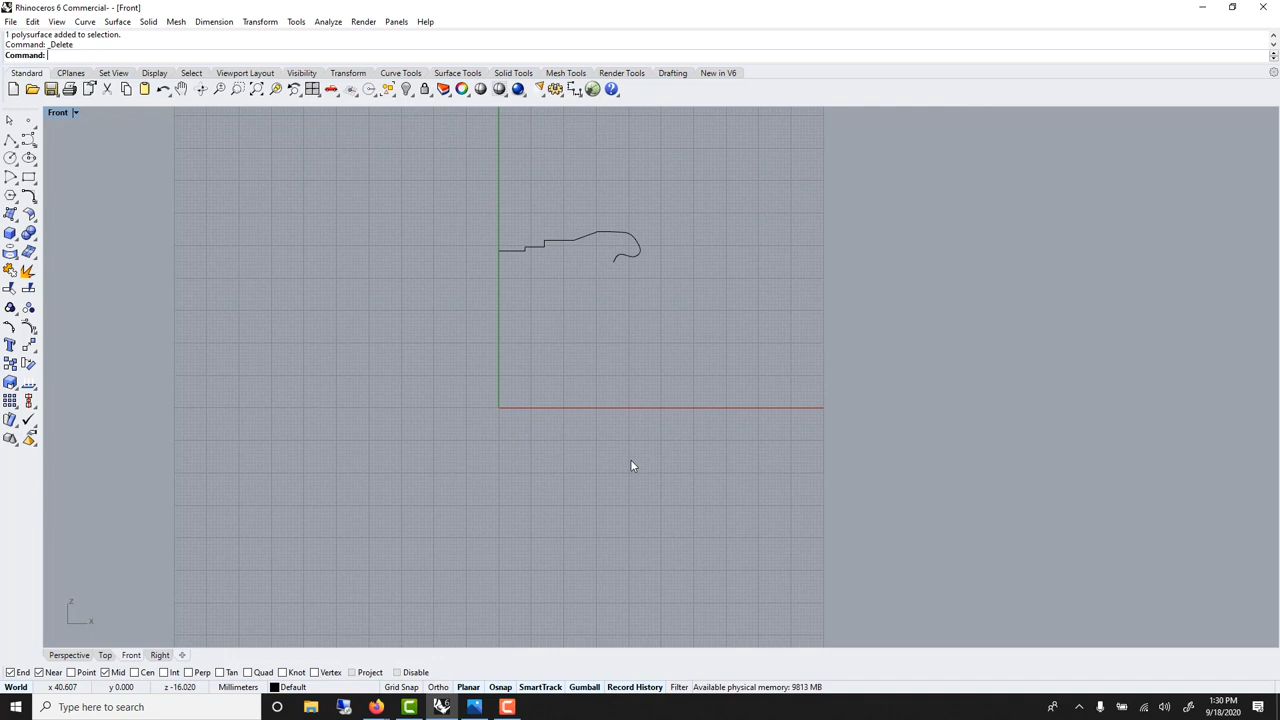 Rhinoceros 6 Commercial- - [Front]
File Edit View Curve Surface Solid Mesh Dimension Transform Tools Analyze Render Panels Help
1 polysurface added to selection.
Command: _Delete
Command:
Standard CPlanes Set View Display Select Viewport Layout Visibility Transform Curve Tools Surface Tools Solid Tools Mesh Tools Render Tools Drafting New in V6
Front
z
x
Perspective Top Front Right
End Near Point Mid Cen Int Perp Tan Quad Knot Vertex Project Disable
World x 40.607 y 0.000 z -16.020 Millimeters Default Grid Snap Ortho Planar Osnap SmartTrack Gumball Record History Filter Available physical memory: 9813 MB
Type here to search
1:30 PM
9/18/2020